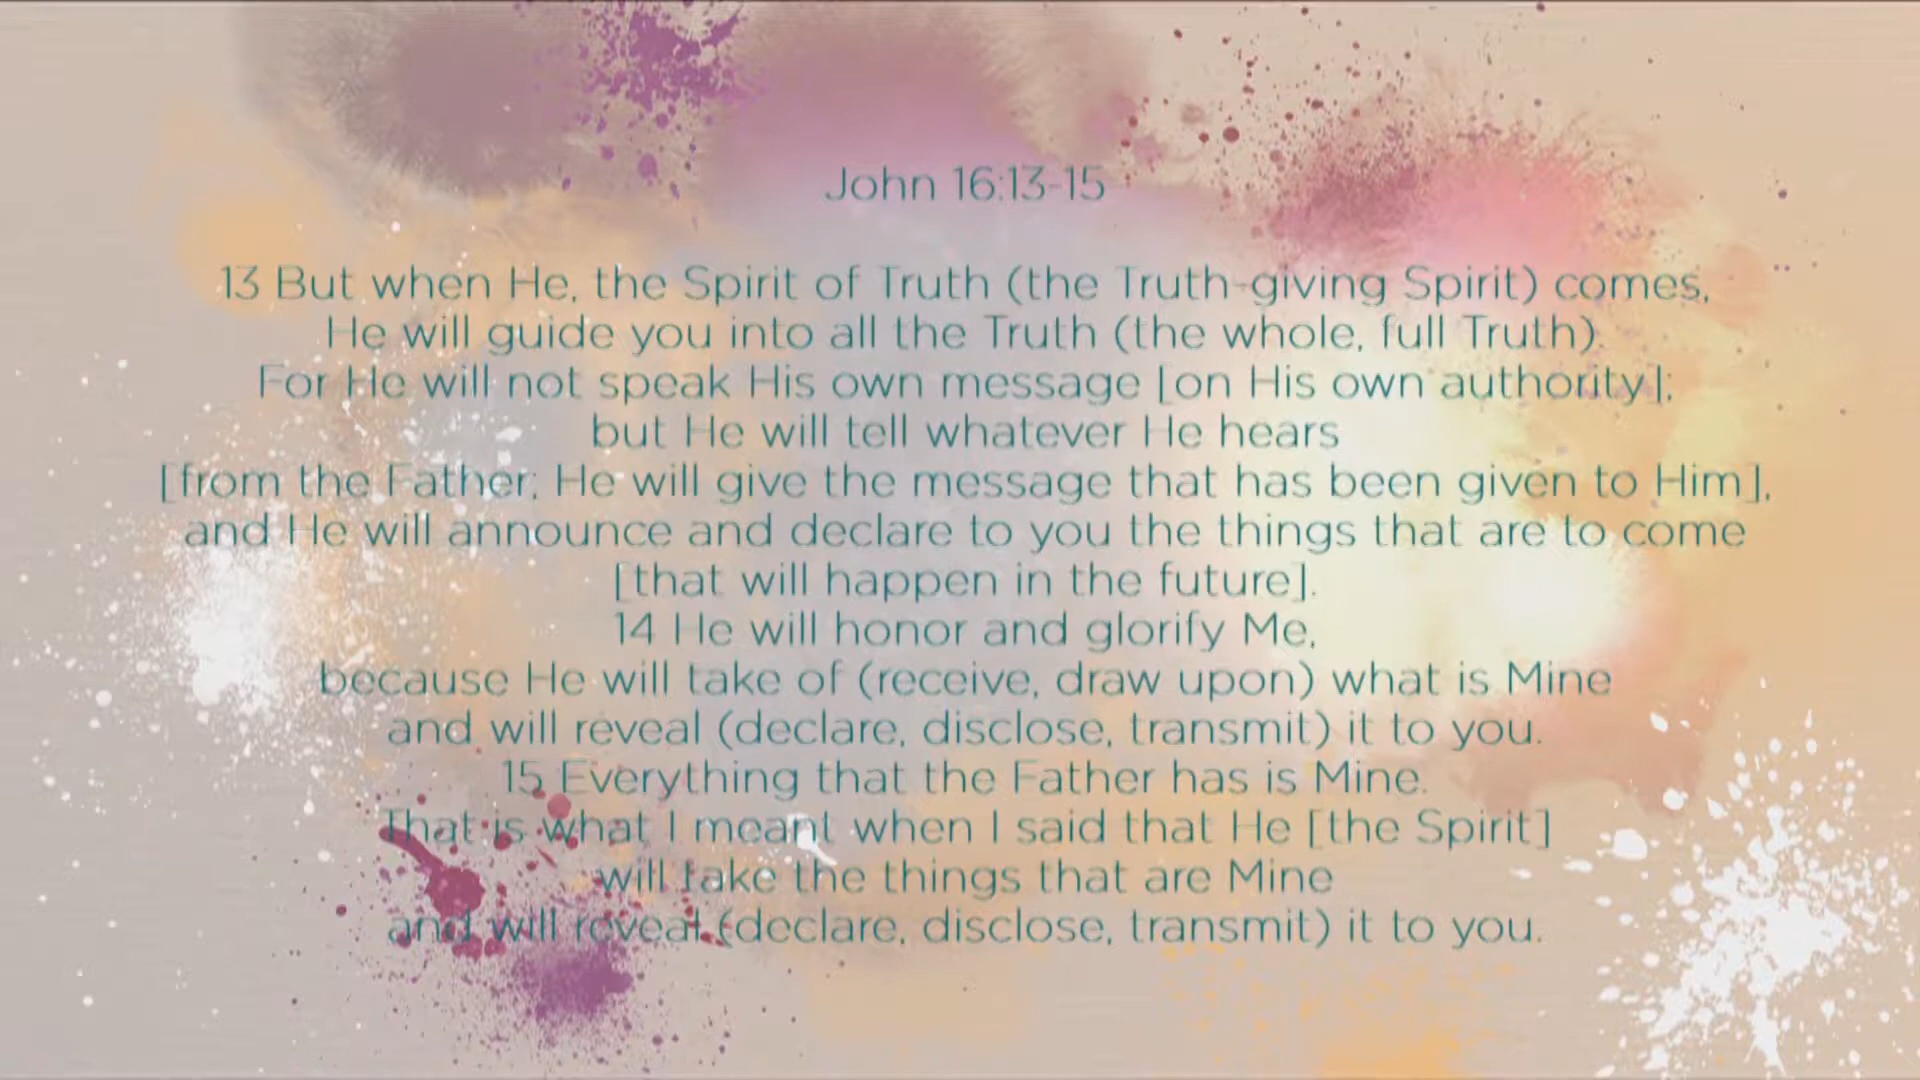 John 16:13-15
13 But when He, the Spirit of Truth (the Truth-giving Spirit) comes,
He will guide you into all the Truth (the whole, full Truth).
For He will not speak His own message [on His own authority];
but He will tell whatever He hears
[from the Father; He will give the message that has been given to Him],
and He will announce and declare to you the things that are to come
[that will happen in the future].
14 He will honor and glorify Me,
because He will take of (receive, draw upon) what is Mine
and will reveal (declare, disclose, transmit) it to you.
15 Everything that the Father has is Mine.
That is what I meant when I said that He [the Spirit]
will take the things that are Mine
and will reveal (declare, disclose, transmit) it to you.